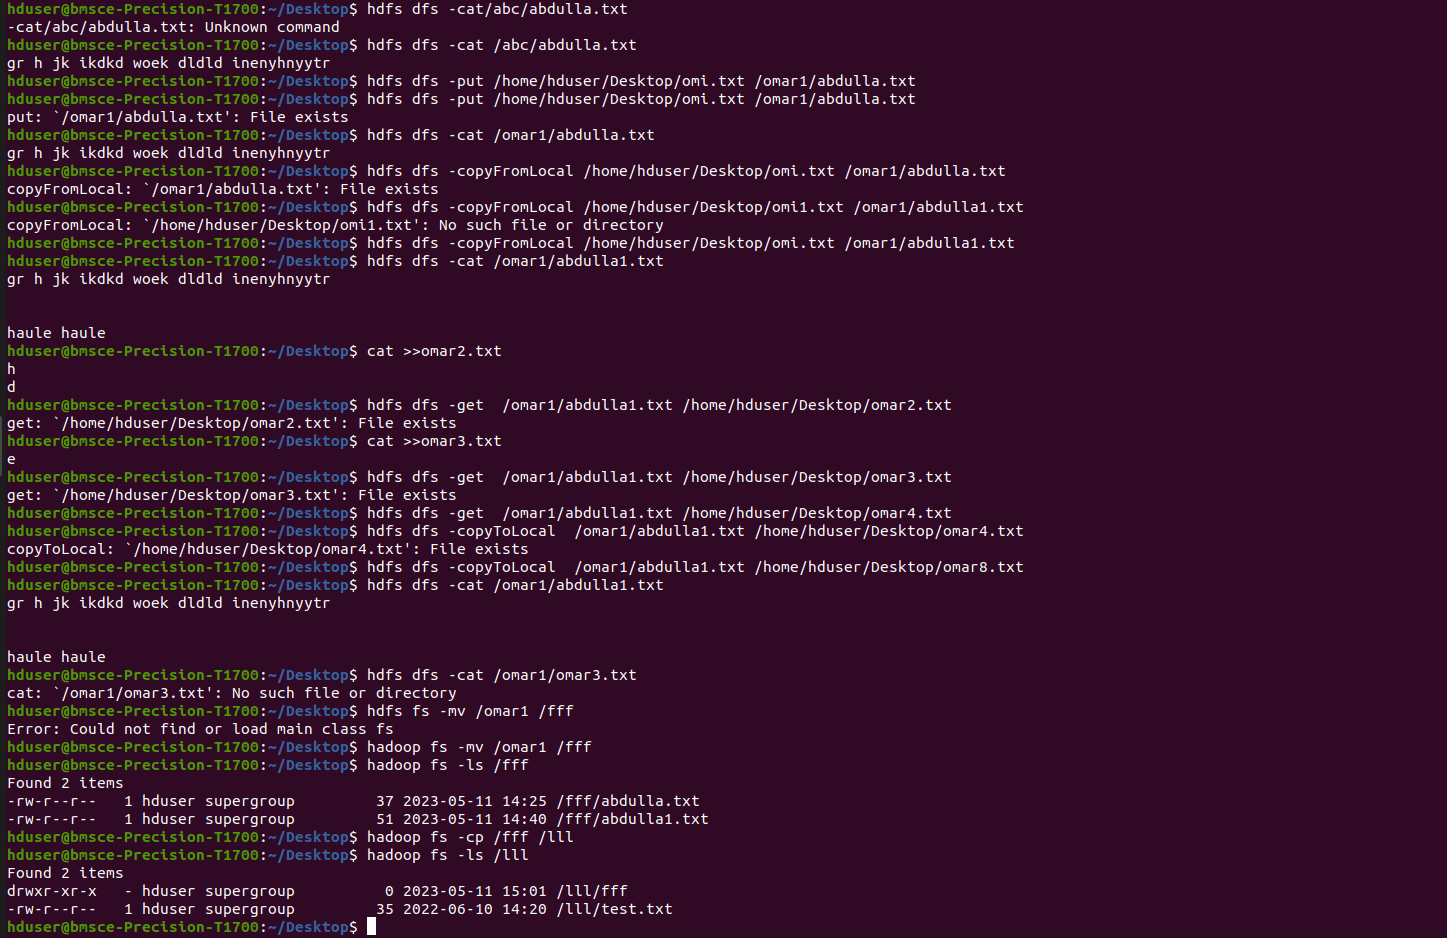 hduser@bmsce-Precision-T1700:~/Desktop$ hdfs dfs -cat/abc/abdulla.txt
-cat/abc/abdulla.txt: Unknown command
hduser@bmsce-Precision-T1700:~/Desktop$ hdfs dfs -cat /abc/abdulla.txt
gr h jk ikdkd woek dldld inenyhnyytr
hduser@bmsce-Precision-T1700:~/Desktop$ hdfs dfs -put /home/hduser/Desktop/omi.txt /omar1/abdulla.txt
hduser@bmsce-Precision-T1700:~/Desktop$ hdfs dfs -put /home/hduser/Desktop/omi.txt /omar1/abdulla.txt
put: `/omar1/abdulla.txt': File exists
hduser@bmsce-Precision-T1700:~/Desktop$ hdfs dfs -cat /omar1/abdulla.txt
gr h jk ikdkd woek dldld inenyhnyytr
hduser@bmsce-Precision-T1700:~/Desktop$ hdfs dfs -copyFromLocal /home/hduser/Desktop/omi.txt /omar1/abdulla.txt
copyFromLocal: `/omar1/abdulla.txt': File exists
hduser@bmsce-Precision-T1700:~/Desktop$ hdfs dfs -copyFromLocal /home/hduser/Desktop/omi1.txt /omar1/abdulla1.txt
copyFromLocal: `/home/hduser/Desktop/omi1.txt': No such file or directory
hduser@bmsce-Precision-T1700:~/Desktop$ hdfs dfs -copyFromLocal /home/hduser/Desktop/omi.txt /omar1/abdulla1.txt
hduser@bmsce-Precision-T1700:~/Desktop$ hdfs dfs -cat /omar1/abdulla1.txt
gr h jk ikdkd woek dldld inenyhnyytr
haule haule
hduser@bmsce-Precision-T1700:~/Desktop$ cat >>omar2.txt
h
d
hduser@bmsce-Precision-T1700:~/Desktop$ hdfs dfs -get  /omar1/abdulla1.txt /home/hduser/Desktop/omar2.txt
get: `/home/hduser/Desktop/omar2.txt': File exists
hduser@bmsce-Precision-T1700:~/Desktop$ cat >>omar3.txt
e
hduser@bmsce-Precision-T1700:~/Desktop$ hdfs dfs -get  /omar1/abdulla1.txt /home/hduser/Desktop/omar3.txt
get: `/home/hduser/Desktop/omar3.txt': File exists
hduser@bmsce-Precision-T1700:~/Desktop$ hdfs dfs -get  /omar1/abdulla1.txt /home/hduser/Desktop/omar4.txt
hduser@bmsce-Precision-T1700:~/Desktop$ hdfs dfs -copyToLocal  /omar1/abdulla1.txt /home/hduser/Desktop/omar4.txt
copyToLocal: `/home/hduser/Desktop/omar4.txt': File exists
hduser@bmsce-Precision-T1700:~/Desktop$ hdfs dfs -copyToLocal  /omar1/abdulla1.txt /home/hduser/Desktop/omar8.txt
hduser@bmsce-Precision-T1700:~/Desktop$ hdfs dfs -cat /omar1/abdulla1.txt
gr h jk ikdkd woek dldld inenyhnyytr
haule haule
hduser@bmsce-Precision-T1700:~/Desktop$ hdfs dfs -cat /omar1/omar3.txt
cat: `/omar1/omar3.txt': No such file or directory
hduser@bmsce-Precision-T1700:~/Desktop$ hdfs fs -mv /omar1 /fff
Error: Could not find or load main class fs
hduser@bmsce-Precision-T1700:~/Desktop$ hadoop fs -mv /omar1 /fff
hduser@bmsce-Precision-T1700:~/Desktop$ hadoop fs -ls /fff
Found 2 items
-rw-r--r--   1 hduser supergroup         37 2023-05-11 14:25 /fff/abdulla.txt
-rw-r--r--   1 hduser supergroup         51 2023-05-11 14:40 /fff/abdulla1.txt
hduser@bmsce-Precision-T1700:~/Desktop$ hadoop fs -cp /fff /lll
hduser@bmsce-Precision-T1700:~/Desktop$ hadoop fs -ls /lll
Found 2 items
drwxr-xr-x   - hduser supergroup          0 2023-05-11 15:01 /lll/fff
-rw-r--r--   1 hduser supergroup         35 2022-06-10 14:20 /lll/test.txt
hduser@bmsce-Precision-T1700:~/Desktop$